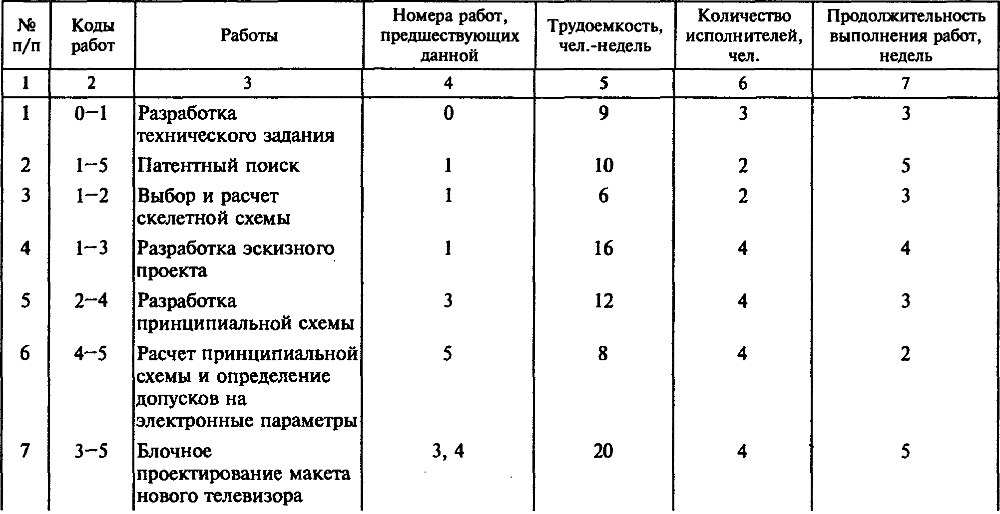 № п/п | Коды работ | Работы | Номера работ, предшествующих данной | Трудоемкость, чел.-недель | Количество исполнителей, чел. | Продолжительность выполнения работ, недель
1 | 2 | 3 | 4 | 5 | 6 | 7
1 | 0—1 | Разработка | 0 | 9 | 3 | 3
технического задания
2 | 1—5 | Патентный поиск | 1 | 10 | 2 | 5
3 | 1—2 | Выбор и расчет | 1 | 6 | 2 | 3
скелетной схемы
4 | 1—3 | Разработка эскизного | 1 | 16 | 4 | 4
проекта
5 | 2—4 | Разработка | 3 | 12 | 4 | 3
принципиальной схемы
6 | 4—5 | Расчет принципиальной | 5 | 8 | 4 | 2
схемы и определение
допусков на
электронные параметры
7 | 3—5 | Блочное | 3, 4 | 20 | 4 | 5
проектирование макета
нового телевизора